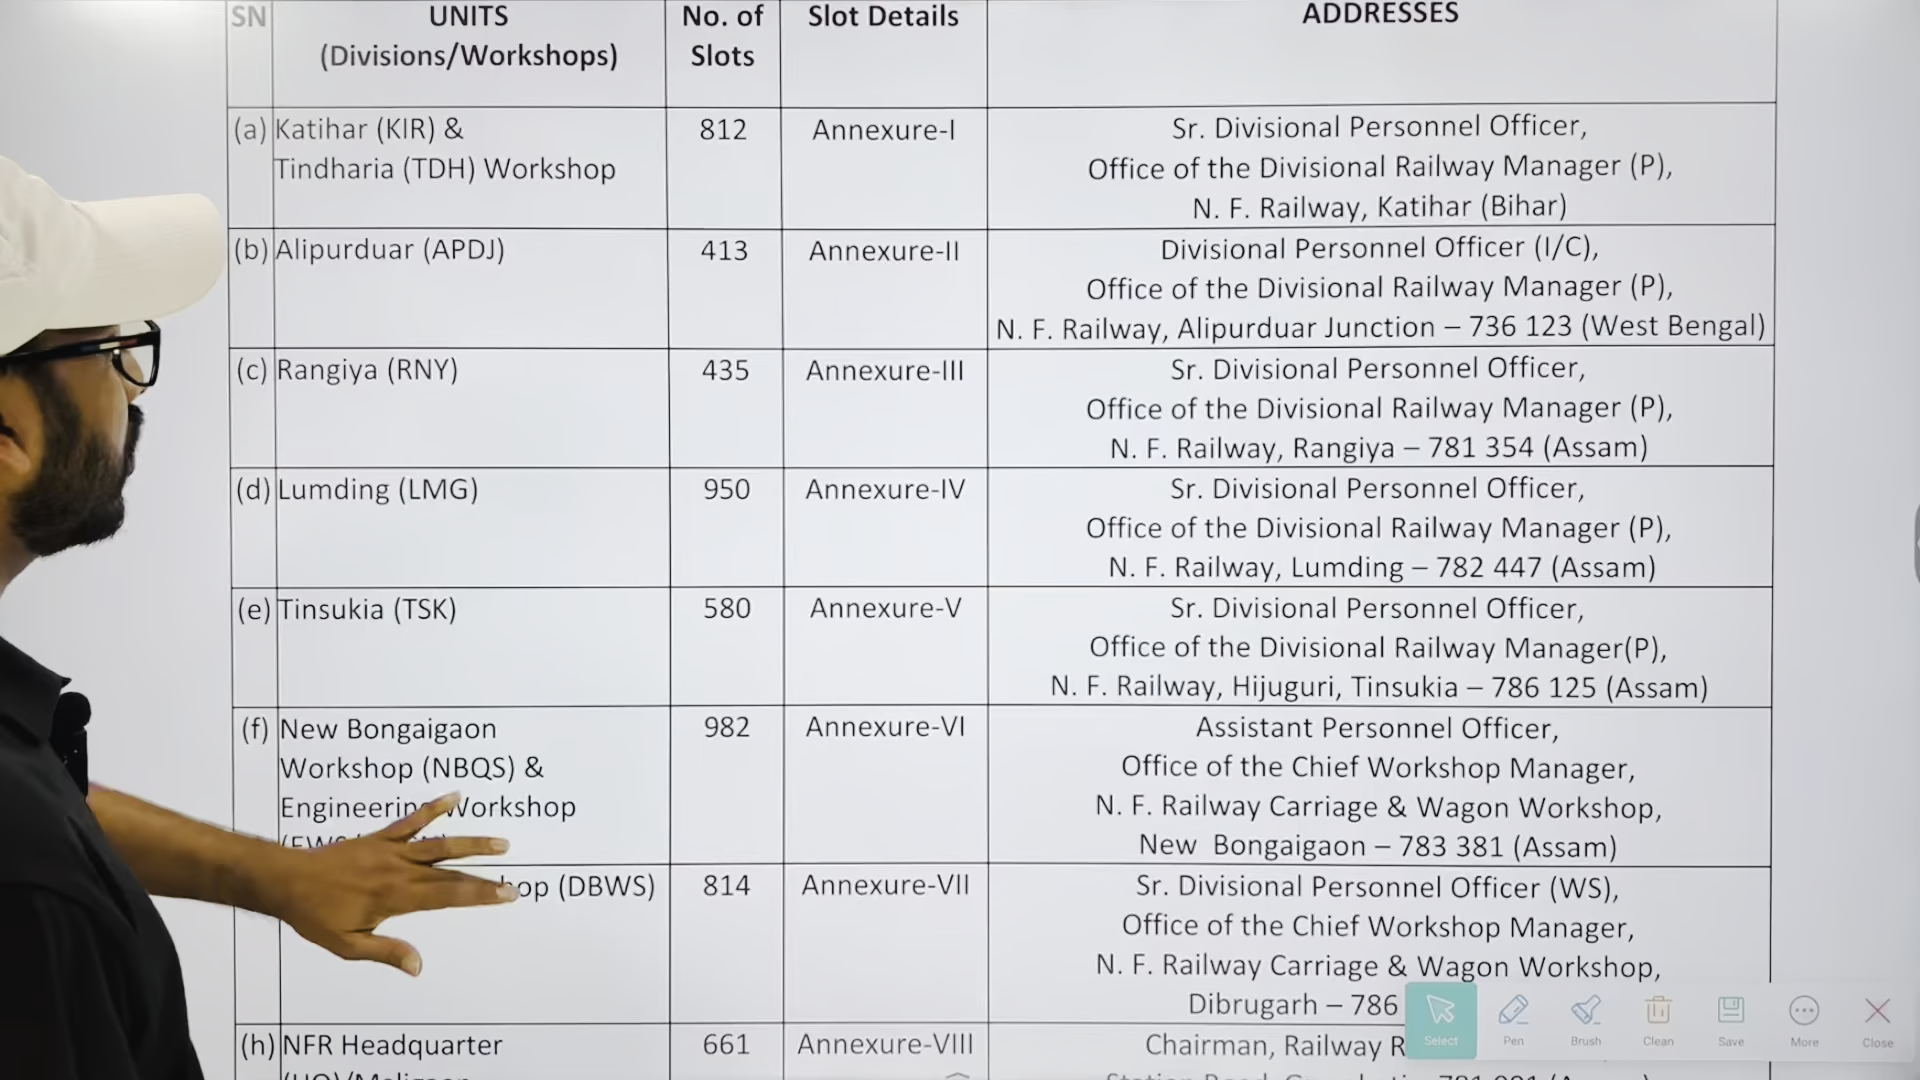 SN
UNITS
(Divisions/Workshops)
No. of
Slots
Slot Details
ADDRESSES
(a) Katihar (KIR) &
Tindharia (TDH) Workshop
812
Annexure-I
Sr. Divisional Personnel Officer,
Office of the Divisional Railway Manager (P),
N. F. Railway, Katihar (Bihar)
(b) Alipurduar (APDJ)
413
Annexure-II
Divisional Personnel Officer (I/C),
Office of the Divisional Railway Manager (P),
N. F. Railway, Alipurduar Junction – 736 123 (West Bengal)
(c) Rangiya (RNY)
435
Annexure-III
Sr. Divisional Personnel Officer,
Office of the Divisional Railway Manager (P),
N. F. Railway, Rangiya – 781 354 (Assam)
(d) Lumding (LMG)
950
Annexure-IV
Sr. Divisional Personnel Officer,
Office of the Divisional Railway Manager (P),
N. F. Railway, Lumding – 782 447 (Assam)
(e) Tinsukia (TSK)
580
Annexure-V
Sr. Divisional Personnel Officer,
Office of the Divisional Railway Manager(P),
N. F. Railway, Hijuguri, Tinsukia – 786 125 (Assam)
(f) New Bongaigaon
Workshop (NBQS) &
Engineering Workshop
982
Annexure-VI
Assistant Personnel Officer,
Office of the Chief Workshop Manager,
N. F. Railway Carriage & Wagon Workshop,
New Bongaigaon – 783 381 (Assam)
(DBWS)
814
Annexure-VII
Sr. Divisional Personnel Officer (WS),
Office of the Chief Workshop Manager,
N. F. Railway Carriage & Wagon Workshop,
Dibrugarh – 786
(h) NFR Headquarter
661
Annexure-VIII
Chairman, Railway
Select
Pen
Brush
Clean
Save
More
Close